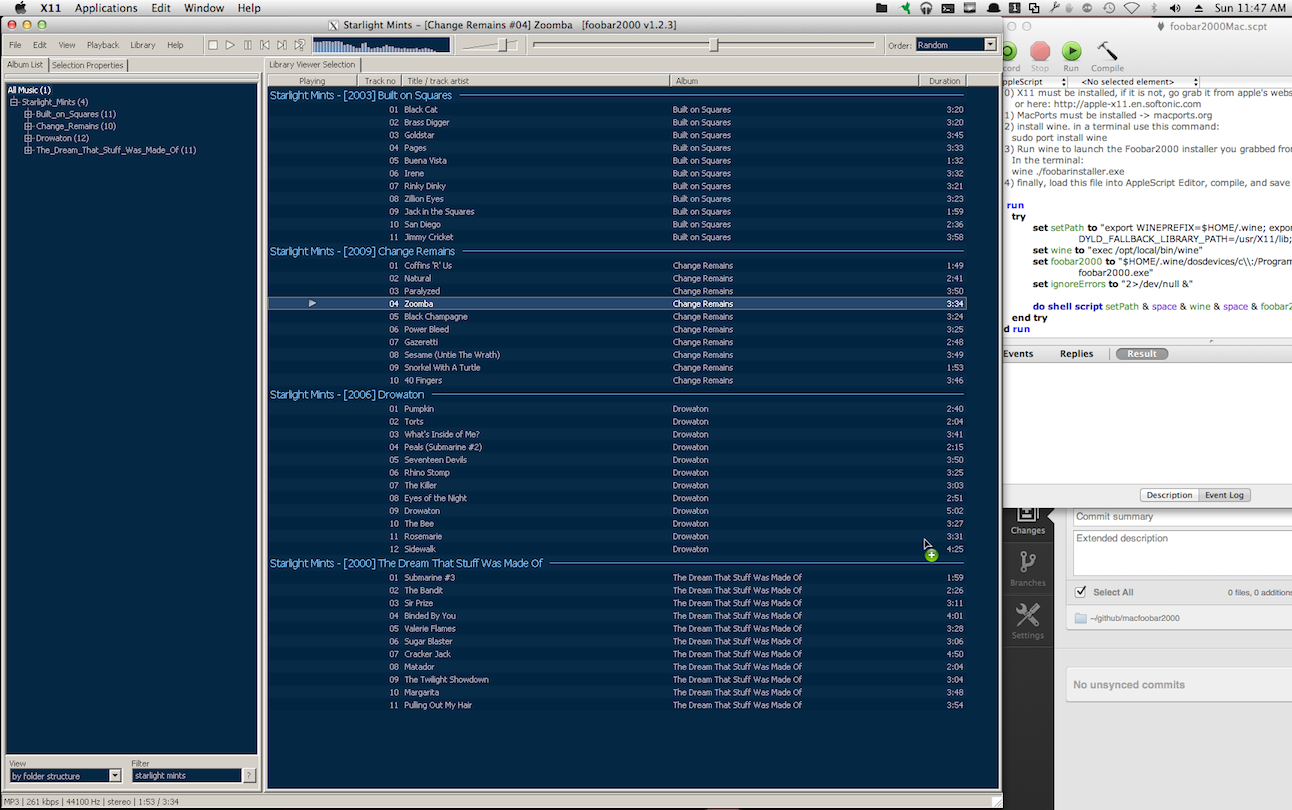 X11 Applications Edit Window Help
Sun 11:47 AM
Starlight Mints - [Change Remains #04] Zoomba [foobar2000 v1.2.3]
File Edit View Playback Library Help
Order: Random
Album List Selection Properties
All Music (1)
Starlight_Mints (4)
Built_on_Squares (11)
Change_Remains (10)
Drowaton (12)
The_Dream_That_Stuff_Was_Made_Of (11)
View
by folder structure
Filter
starlight mints
?
Library Viewer Selection
Playing Track no Title / track artist Album Duration
Starlight Mints - [2003] Built on Squares
01 Black Cat Built on Squares 3:20
02 Brass Digger Built on Squares 3:20
03 Goldstar Built on Squares 3:45
04 Pages Built on Squares 3:33
05 Buena Vista Built on Squares 1:32
06 Irene Built on Squares 3:32
07 Rinky Dinky Built on Squares 3:21
08 Zillion Eyes Built on Squares 3:23
09 Jack in the Squares Built on Squares 1:59
10 San Diego Built on Squares 2:36
11 Jimmy Cricket Built on Squares 3:58
Starlight Mints - [2009] Change Remains
01 Coffins 'R' Us Change Remains 1:49
02 Natural Change Remains 2:41
03 Paralyzed Change Remains 3:50
04 Zoomba Change Remains 3:34
05 Black Champagne Change Remains 3:24
06 Power Bleed Change Remains 3:25
07 Gazeretti Change Remains 2:48
08 Sesame (Untie The Wrath) Change Remains 3:49
09 Snorkel With A Turtle Change Remains 1:53
10 40 Fingers Change Remains 3:46
Starlight Mints - [2006] Drowaton
01 Pumpkin Drowaton 2:40
02 Torts Drowaton 2:04
03 What's Inside of Me? Drowaton 3:41
04 Peals (Submarine #2) Drowaton 2:15
05 Seventeen Devils Drowaton 3:50
06 Rhino Stomp Drowaton 3:25
07 The Killer Drowaton 3:03
08 Eyes of the Night Drowaton 2:51
09 Drowaton Drowaton 5:02
10 The Bee Drowaton 3:27
11 Rosemarie Drowaton 3:31
12 Sidewalk Drowaton 4:25
Starlight Mints - [2000] The Dream That Stuff Was Made Of
01 Submarine #3 The Dream That Stuff Was Made Of 1:59
02 The Bandit The Dream That Stuff Was Made Of 2:26
03 Sir Prize The Dream That Stuff Was Made Of 3:11
04 Binded By You The Dream That Stuff Was Made Of 4:01
05 Valerie Flames The Dream That Stuff Was Made Of 3:28
06 Sugar Blaster The Dream That Stuff Was Made Of 3:06
07 Cracker Jack The Dream That Stuff Was Made Of 4:50
08 Matador The Dream That Stuff Was Made Of 2:04
09 The Twilight Showdown The Dream That Stuff Was Made Of 3:04
10 Margarita The Dream That Stuff Was Made Of 3:48
11 Pulling Out My Hair The Dream That Stuff Was Made Of 3:54
MP3 | 261 kbps | 44100 Hz | stereo | 1:53 / 3:34
foobar2000Mac.scpt
cord Stop Run Compile
ppleScript <No selected element>
0) X11 must be installed, if it is not, go grab it from apple's webs
or here: http://apple-x11.en.softonic.com
1) MacPorts must be installed -> macports.org
2) install wine. in a terminal use this command:
sudo port install wine
3) Run wine to launch the Foobar2000 installer you grabbed from
In the terminal:
wine ./foobarinstaller.exe
4) finally, load this file into AppleScript Editor, compile, and save
run
try
set setPath to "export WINEPREFIX=$HOME/.wine; expor
DYLD_FALLBACK_LIBRARY_PATH=/usr/X11/lib;
set wine to "exec /opt/local/bin/wine"
set foobar2000 to "$HOME/.wine/dosdevices/c\\:/Program
foobar2000.exe"
set ignoreErrors to "2>/dev/null &"
do shell script setPath & space & wine & space & foobar2
end try
d run
Events Replies Result
Description Event Log
Changes
Branches
Settings
Commit summary
Extended description
Select All 0 files, 0 additions
~/github/macfoobar2000
No unsynced commits